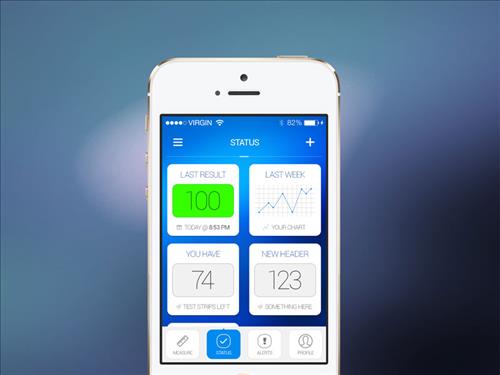 VIRGIN 82%
STATUS +
LAST RESULT
100
TODAY @ 8:53 PM
LAST WEEK
YOUR CHART
YOU HAVE
74
TEST STRIPS LEFT
NEW HEADER
123
SOMETHING HERE
MEASURE STATUS ALERTS PROFILE